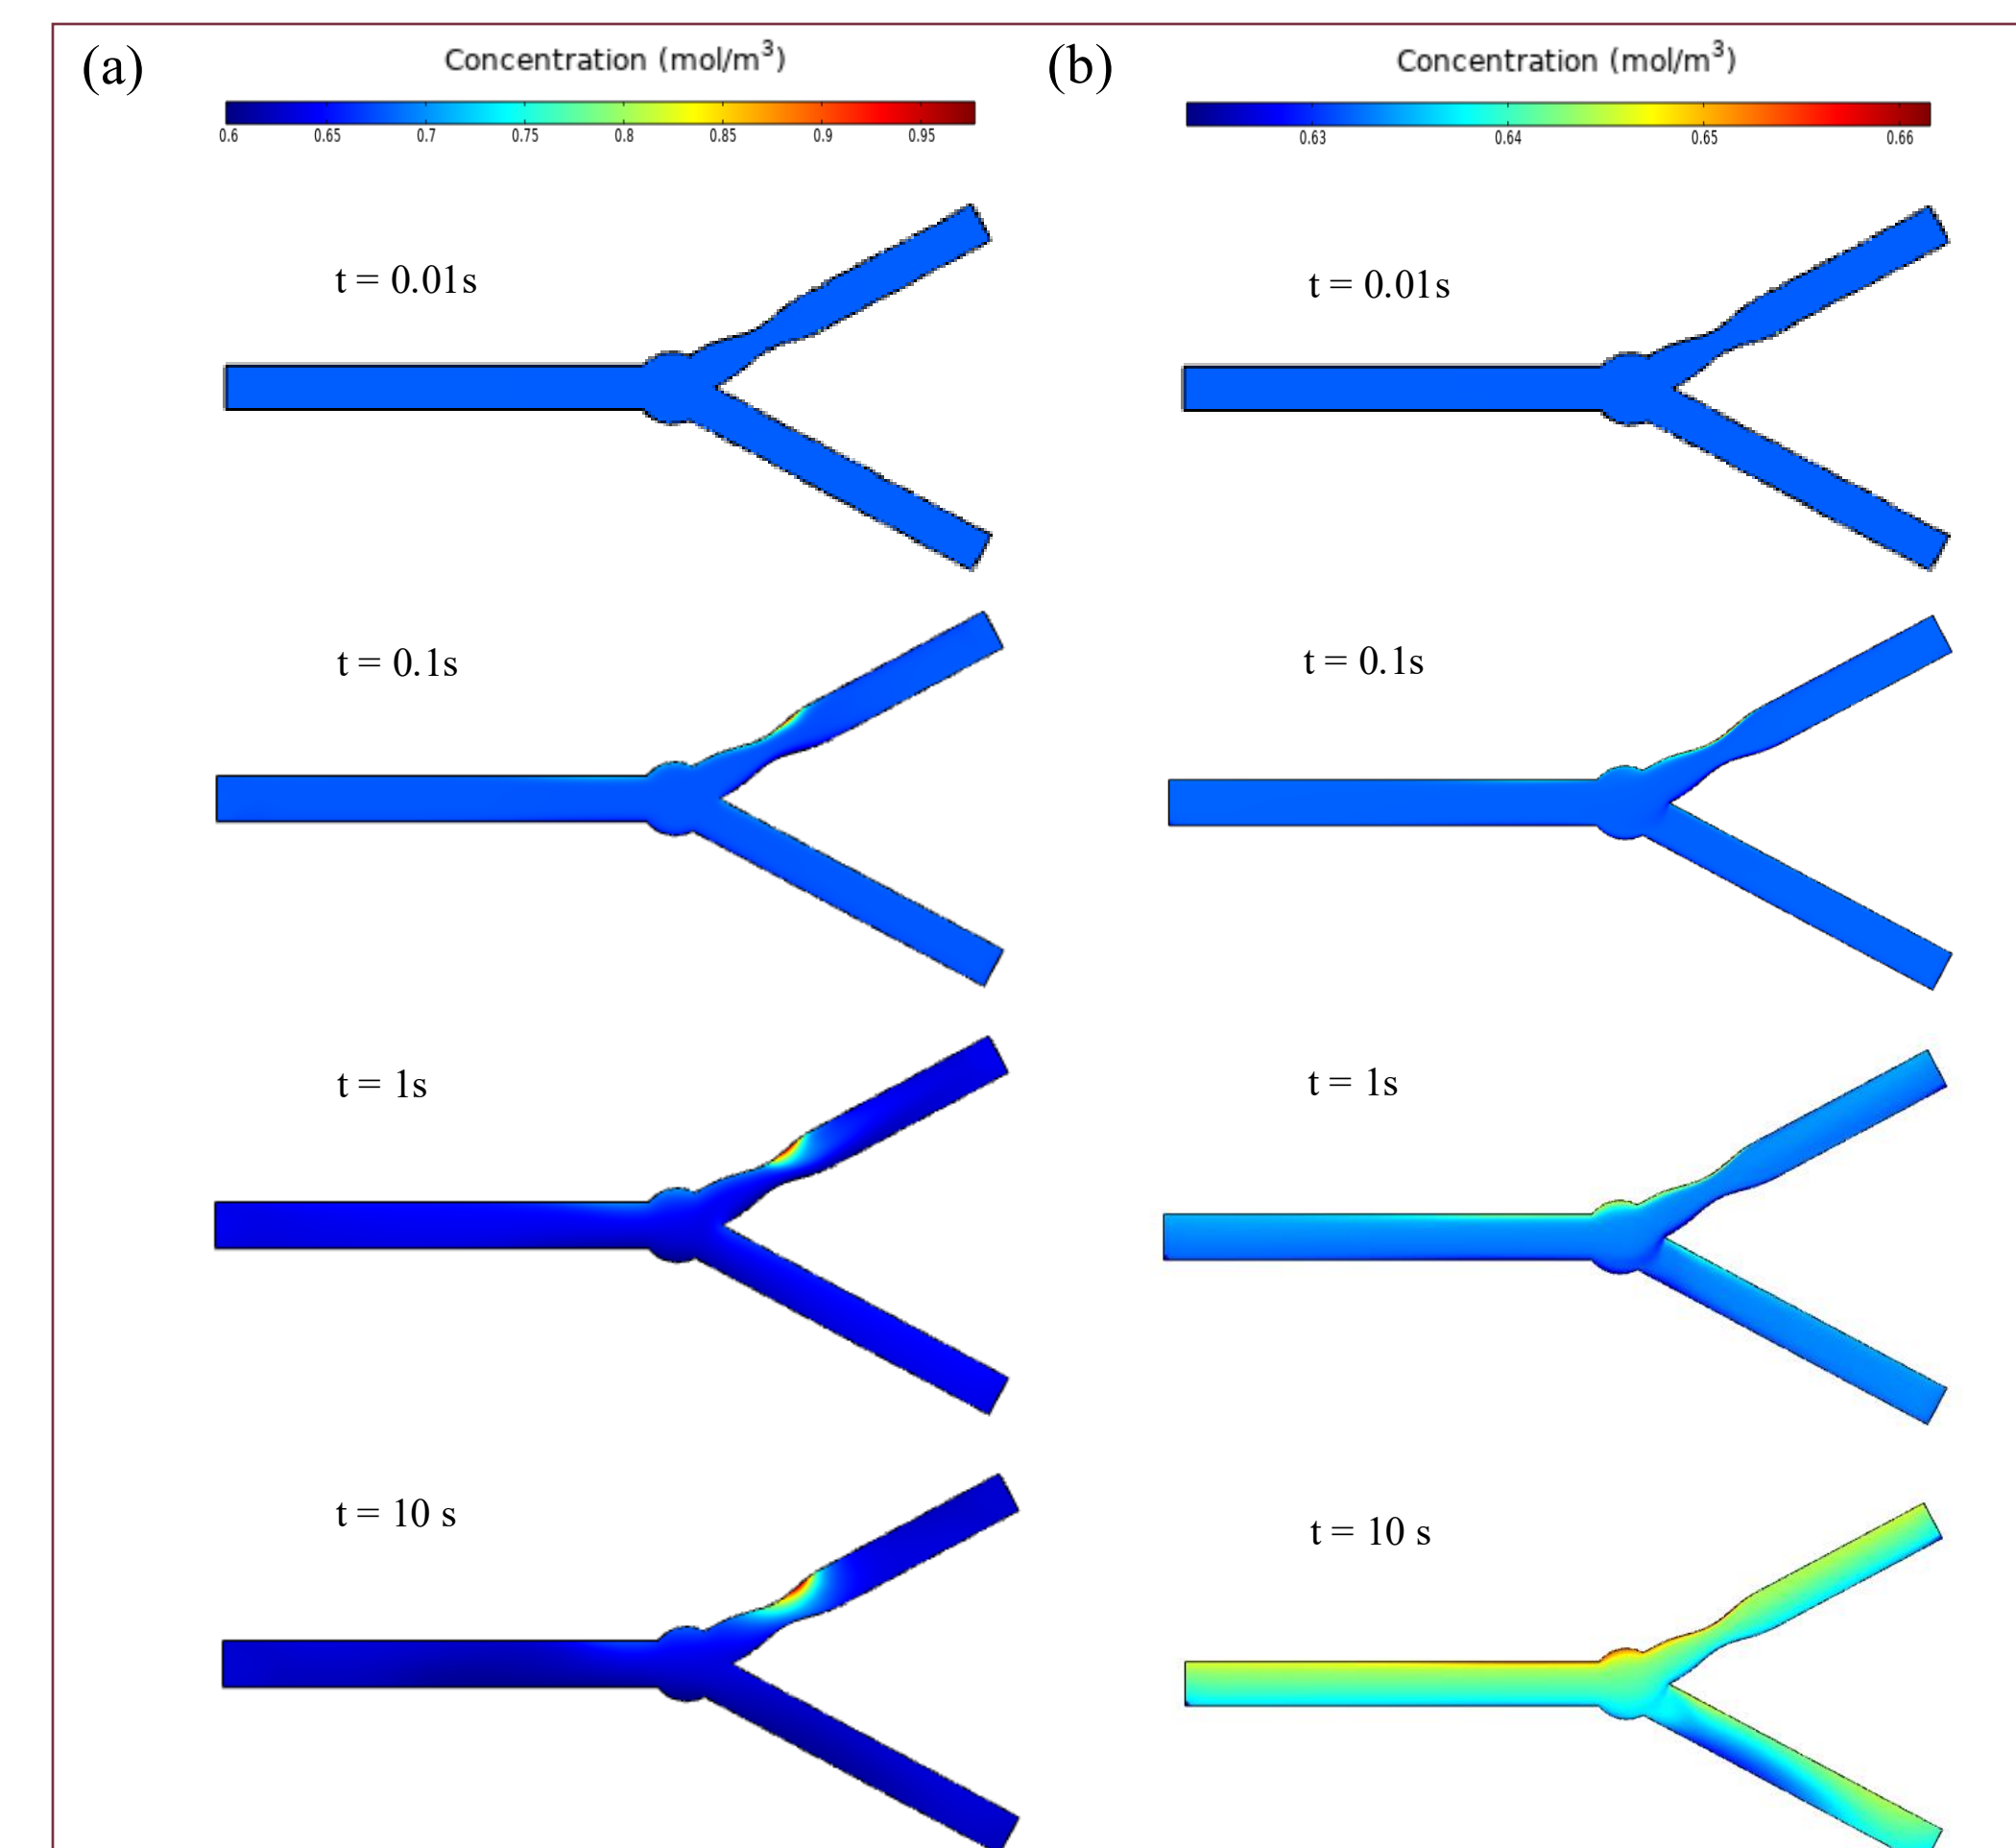 (a)
Concentration (mol/m³)
0.6 0.65 0.7 0.75 0.8 0.85 0.9 0.95
t = 0.01s
t = 0.1s
t = 1s
t = 10 s
(b)
Concentration (mol/m³)
0.63 0.64 0.65 0.66
t = 0.01s
t = 0.1s
t = 1s
t = 10 s